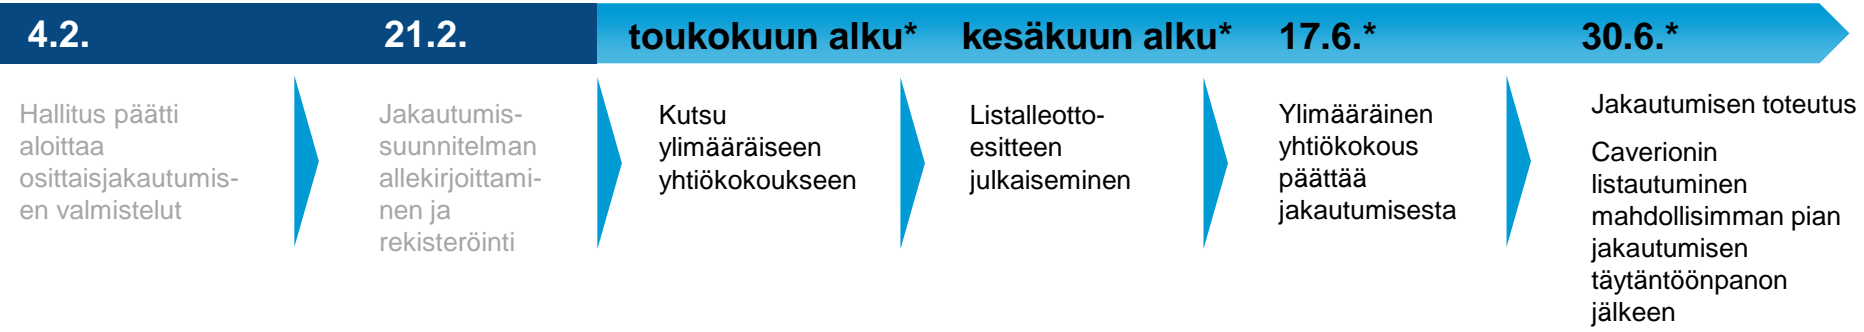 4.2.
21.2.
toukokuun alku*
kesäkuun alku*
17.6.*
30.6.*
Hallitus päätti
aloittaa
osittaisjakautumis-
en valmistelut
Jakautumis-
suunnitelman
allekirjoittami-
nen ja
rekisteröinti
Kutsu
ylimääräiseen
yhtiökokoukseen
Listalleotto-
esitteen
julkaiseminen
Ylimääräinen
yhtiökokous
päättää
jakautumisesta
Jakautumisen toteutus
Caverionin
listautuminen
mahdollisimman pian
jakautumisen
täytäntöönpanon
jälkeen